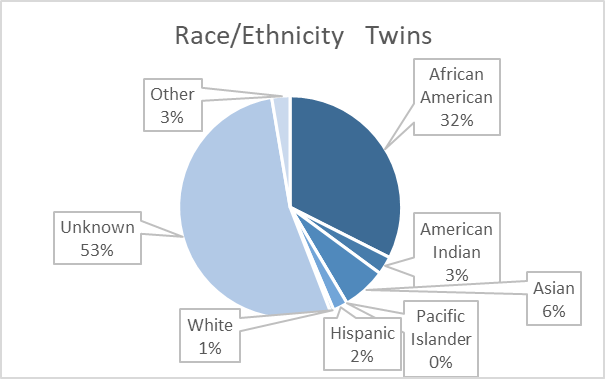 Race/Ethnicity   Twins
African
American
32%
American
Indian
3%
Asian
6%
Pacific
Islander
0%
Hispanic
2%
White
1%
Unknown
53%
Other
3%